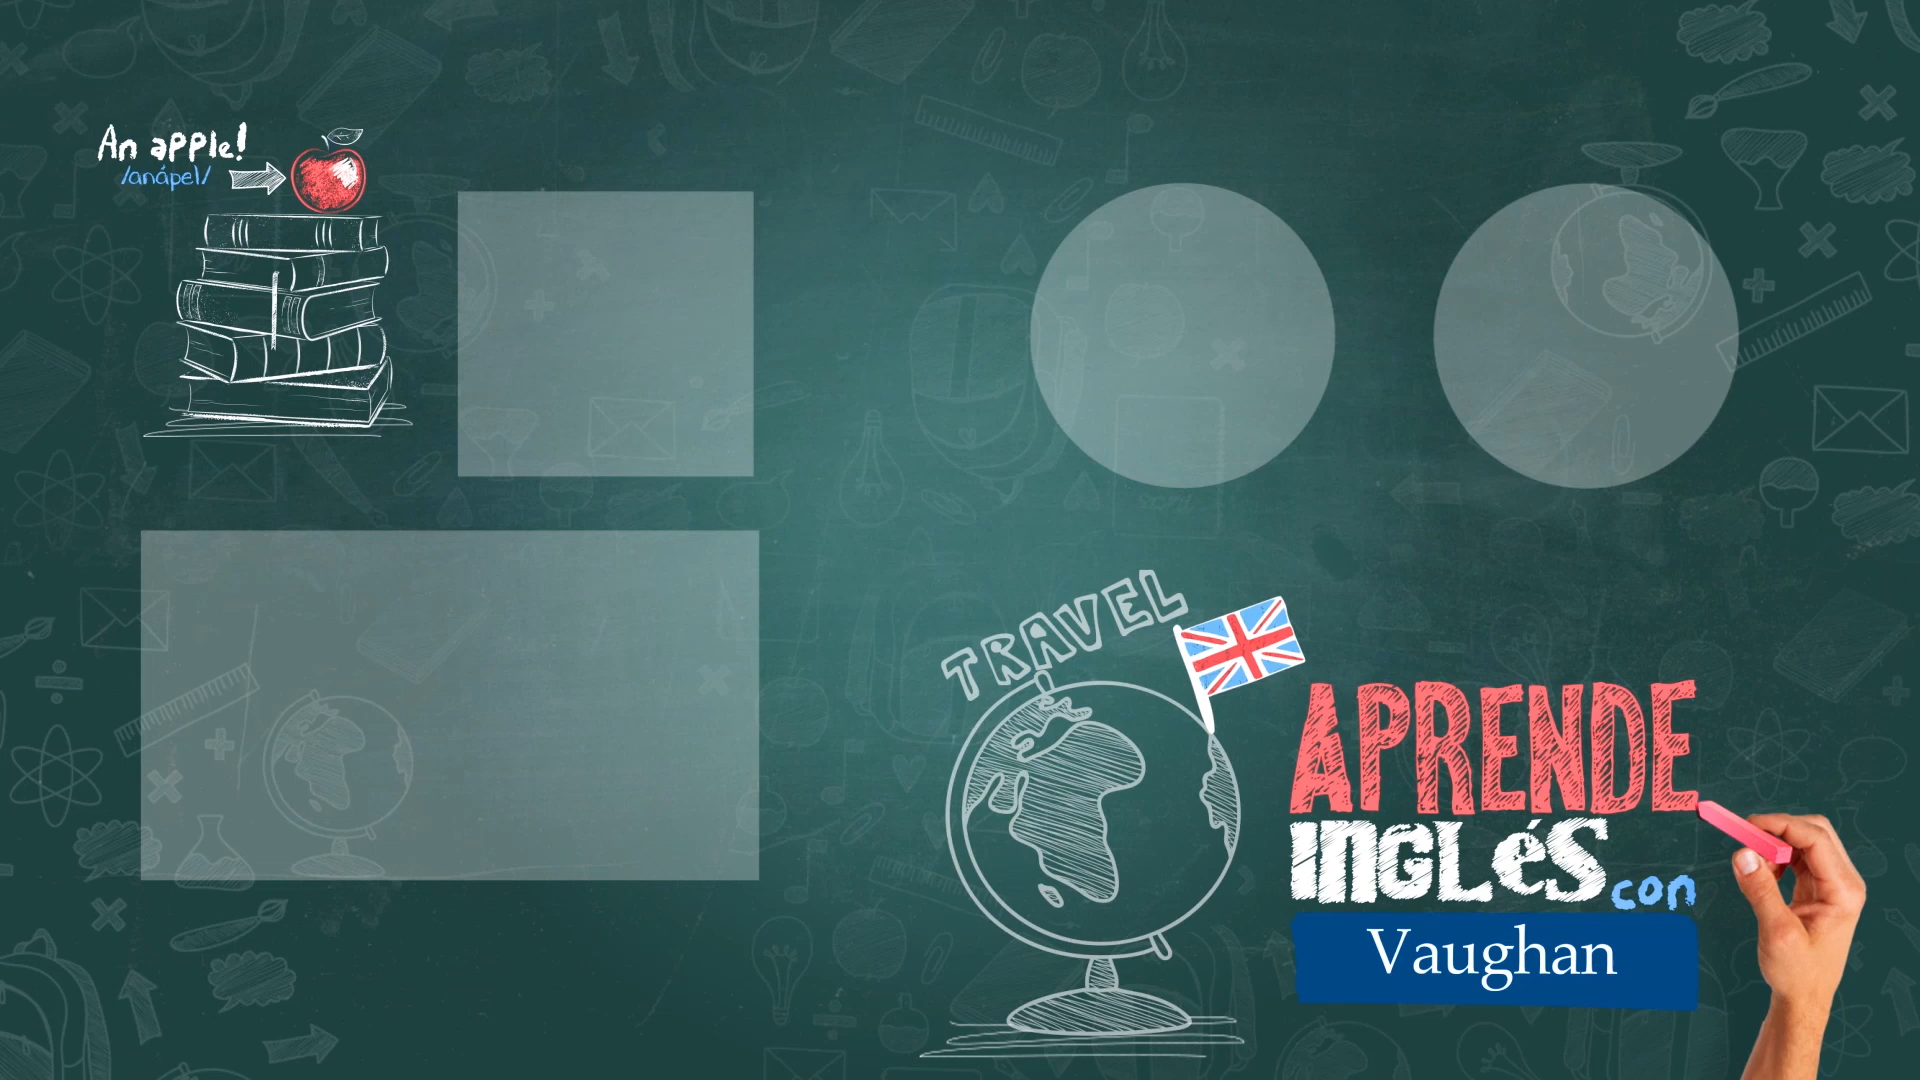 An apple!
/anápel/
TRAVEL
APRENDE
INGLéS con
Vaughan